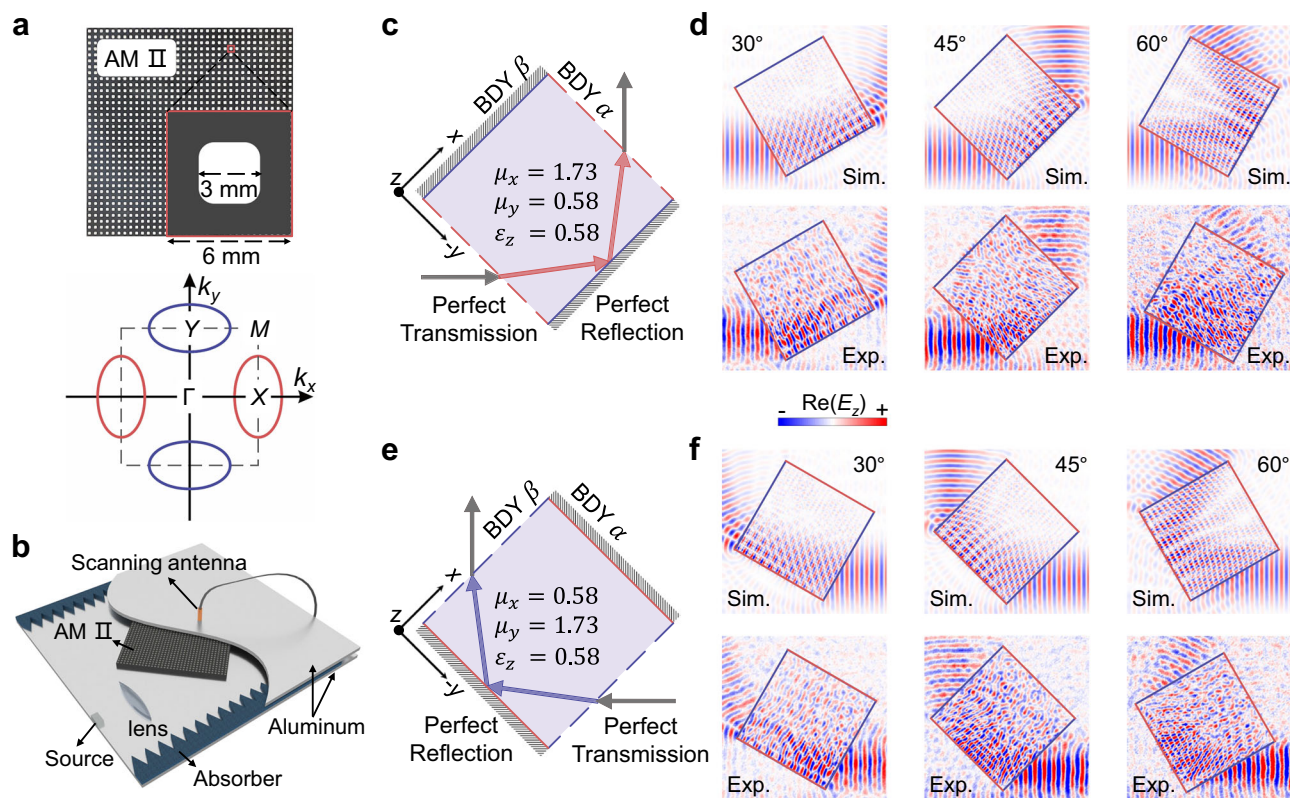 a
AM II
3 mm
6 mm
k_y
Y
M
Γ
X
k_x
b
Scanning antenna
AM II
lens
Source
Absorber
Aluminum
c
BDY β
BDY α
x
z
-y
μ_x = 1.73
μ_y = 0.58
ε_z = 0.58
Perfect
Transmission
Perfect
Reflection
d
30°
45°
60°
Sim.
Sim.
Sim.
Exp.
Exp.
Exp.
- Re(E_z) +
e
BDY β
BDY α
x
z
-y
μ_x = 0.58
μ_y = 1.73
ε_z = 0.58
Perfect
Reflection
Perfect
Transmission
f
30°
45°
60°
Sim.
Sim.
Sim.
Exp.
Exp.
Exp.